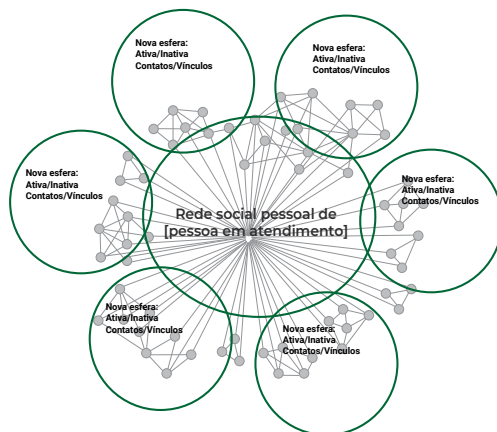 Nova esfera:
Ativa/Inativa
Contatos/Vínculos
Nova esfera:
Ativa/Inativa
Contatos/Vínculos
Nova esfera:
Ativa/Inativa
Contatos/Vínculos
Nova esfera:
Ativa/Inativa
Contatos/Vínculos
Rede social pessoal de
[pessoa em atendimento]
Nova esfera:
Ativa/Inativa
Contatos/Vínculos
Nova esfera:
Ativa/Inativa
Contatos/Vínculos